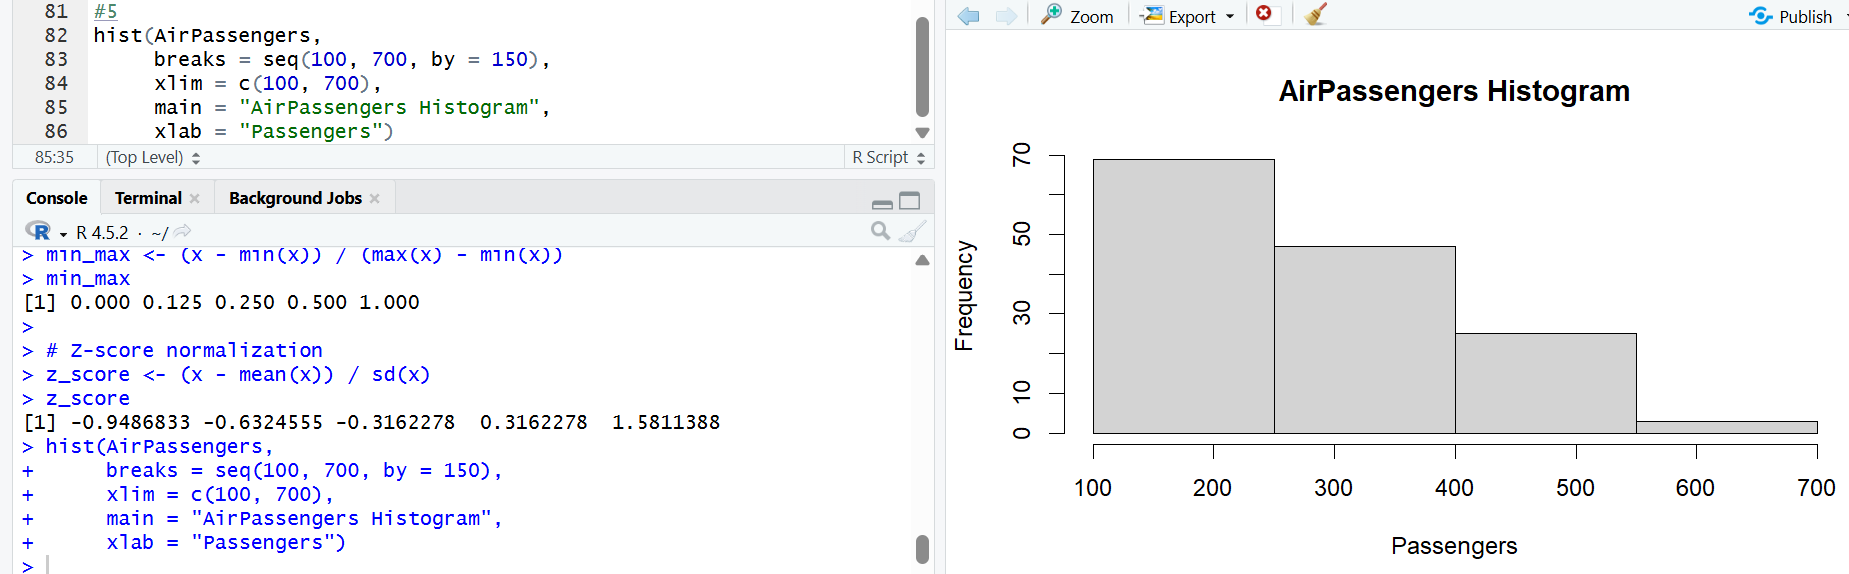 81 #5
82 hist(AirPassengers,
83      breaks = seq(100, 700, by = 150),
84      xlim = c(100, 700),
85      main = "AirPassengers Histogram",
86      xlab = "Passengers")
85:35 (Top Level) R Script
Console Terminal Background Jobs
R 4.5.2 · ~/
> min_max <- (x - min(x)) / (max(x) - min(x))
> min_max
[1] 0.000 0.125 0.250 0.500 1.000
>
> # Z-score normalization
> z_score <- (x - mean(x)) / sd(x)
> z_score
[1] -0.9486833 -0.6324555 -0.3162278  0.3162278  1.5811388
> hist(AirPassengers,
+      breaks = seq(100, 700, by = 150),
+      xlim = c(100, 700),
+      main = "AirPassengers Histogram",
+      xlab = "Passengers")
>
Zoom Export Publish
AirPassengers Histogram
Frequency
70
50
30
10
0
100 200 300 400 500 600 700
Passengers